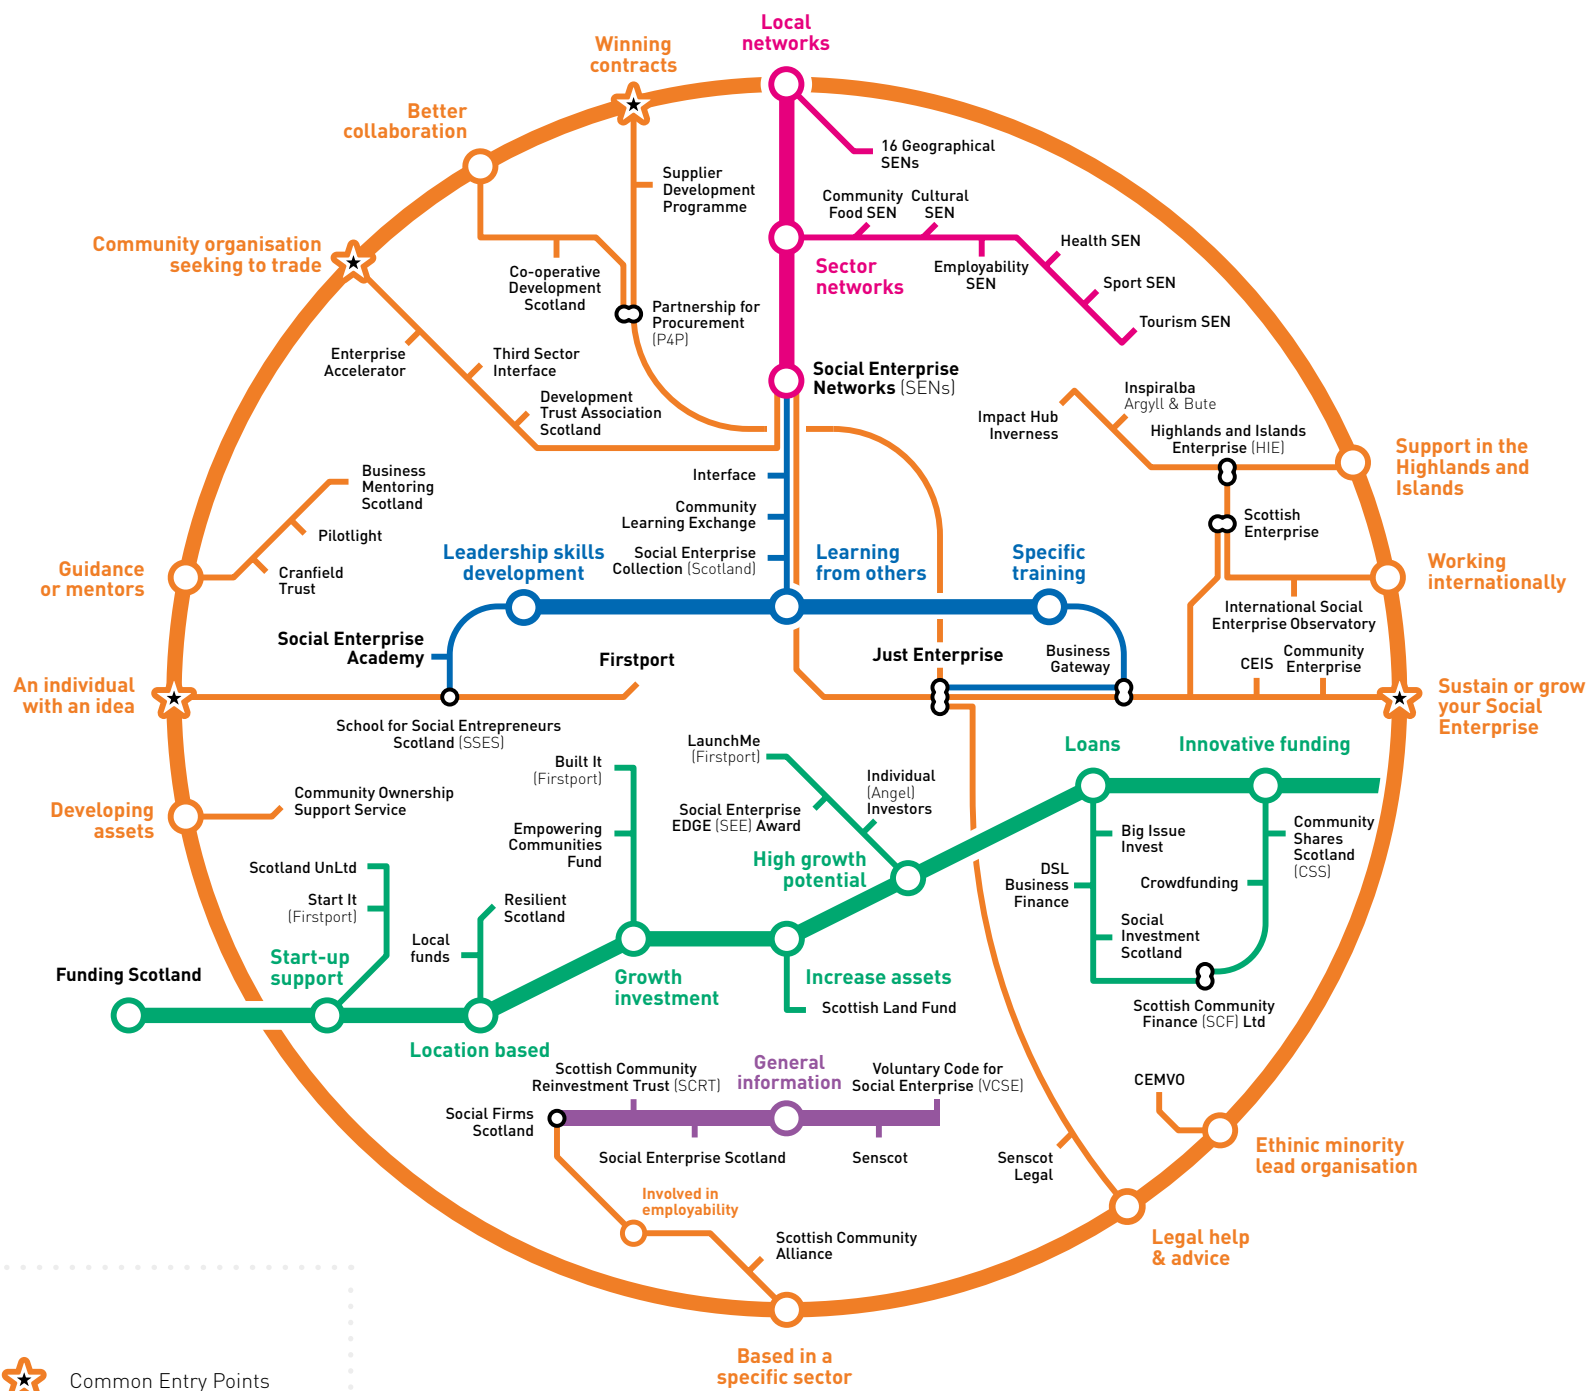 Local
networks
Winning
contracts
Better
collaboration
16 Geographical
SENs
Supplier
Development
Programme
Community
Food SEN
Cultural
SEN
Community organisation
seeking to trade
Health SEN
Sector
networks
Employability
SEN
Co-operative
Development
Scotland
Sport SEN
Partnership for
Procurement
(P4P)
Tourism SEN
Enterprise
Accelerator
Third Sector
Interface
Social Enterprise
Networks (SENs)
Development
Trust Association
Scotland
Inspiralba
Argyll & Bute
Impact Hub
Inverness
Highlands and Islands
Enterprise (HIE)
Support in the
Highlands and
Islands
Business
Mentoring
Scotland
Interface
Community
Learning Exchange
Scottish
Enterprise
Pilotlight
Social Enterprise
Collection (Scotland)
Leadership skills
development
Learning
from others
Specific
training
Guidance
or mentors
Cranfield
Trust
Working
internationally
International Social
Enterprise Observatory
Social Enterprise
Academy
Firstport
Just Enterprise
Business
Gateway
CEIS
Community
Enterprise
An individual
with an idea
Sustain or grow
your Social
Enterprise
School for Social Entrepreneurs
Scotland (SSES)
LaunchMe
(Firstport)
Loans
Innovative funding
Built It
(Firstport)
Individual
(Angel)
Investors
Developing
assets
Community Ownership
Support Service
Social Enterprise
EDGE (SEE) Award
Empowering
Communities
Fund
Big Issue
Invest
Community
Shares
Scotland
(CSS)
High growth
potential
DSL
Business
Finance
Crowdfunding
Scotland UnLtd
Start It
(Firstport)
Resilient
Scotland
Local
funds
Social
Investment
Scotland
Start-up
support
Funding Scotland
Growth
investment
Increase assets
Scottish Land Fund
Scottish Community
Finance (SCF) Ltd
Location based
Scottish Community
Reinvestment Trust (SCRT)
General
information
Voluntary Code for
Social Enterprise (VCSE)
CEMVO
Social Firms
Scotland
Social Enterprise Scotland
Senscot
Senscot
Legal
Ethinic minority
lead organisation
Involved in
employability
Scottish Community
Alliance
Legal help
& advice
Based in a
specific sector
Common Entry Points